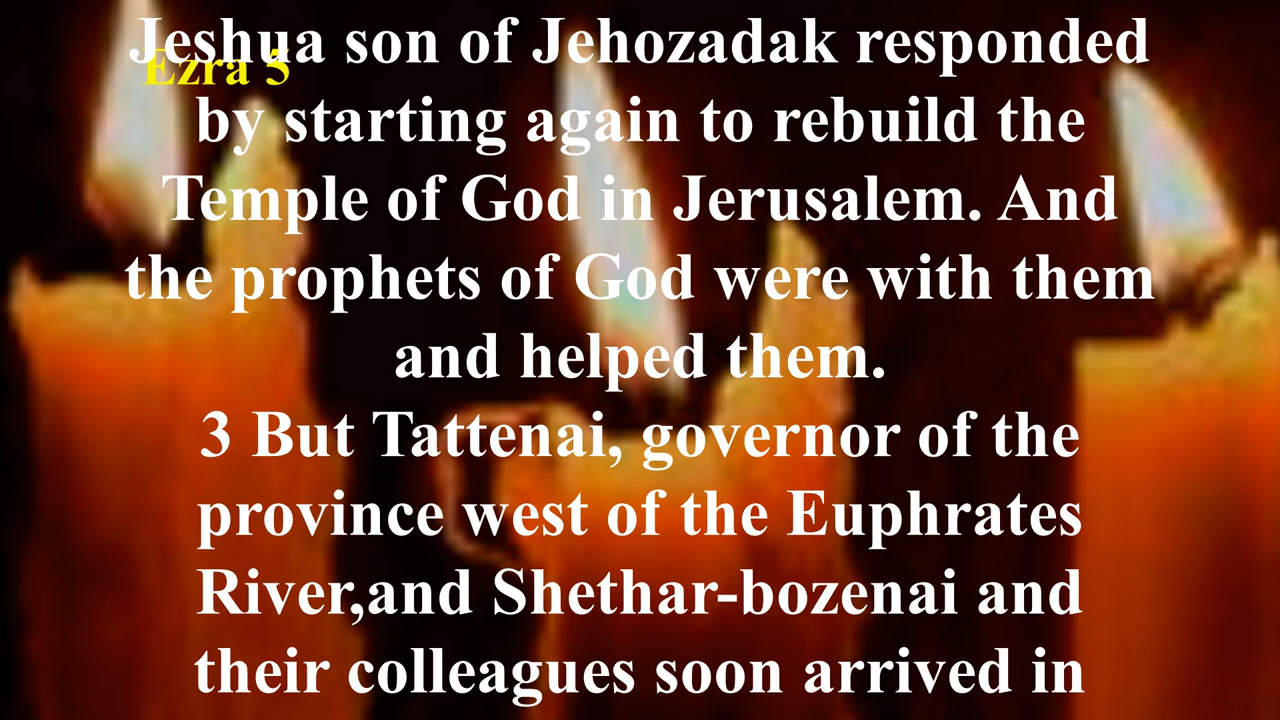 Jeshua son of Jehozadak responded
Ezra 5
by starting again to rebuild the
Temple of God in Jerusalem. And
the prophets of God were with them
and helped them.
3 But Tattenai, governor of the
province west of the Euphrates
River,and Shethar-bozenai and
their colleagues soon arrived in